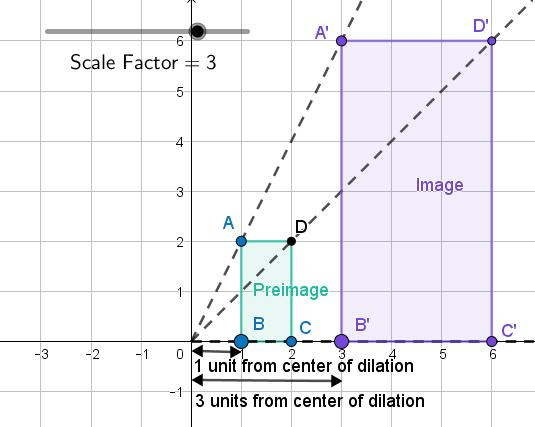 A'
D'
6
Scale Factor = 3
5
4
3
Image
A
D
2
1
Preimage
B
C
B'
C'
-3
-2
-1
0
1
2
3
4
5
6
1 unit from center of dilation
-1
3 units from center of dilation